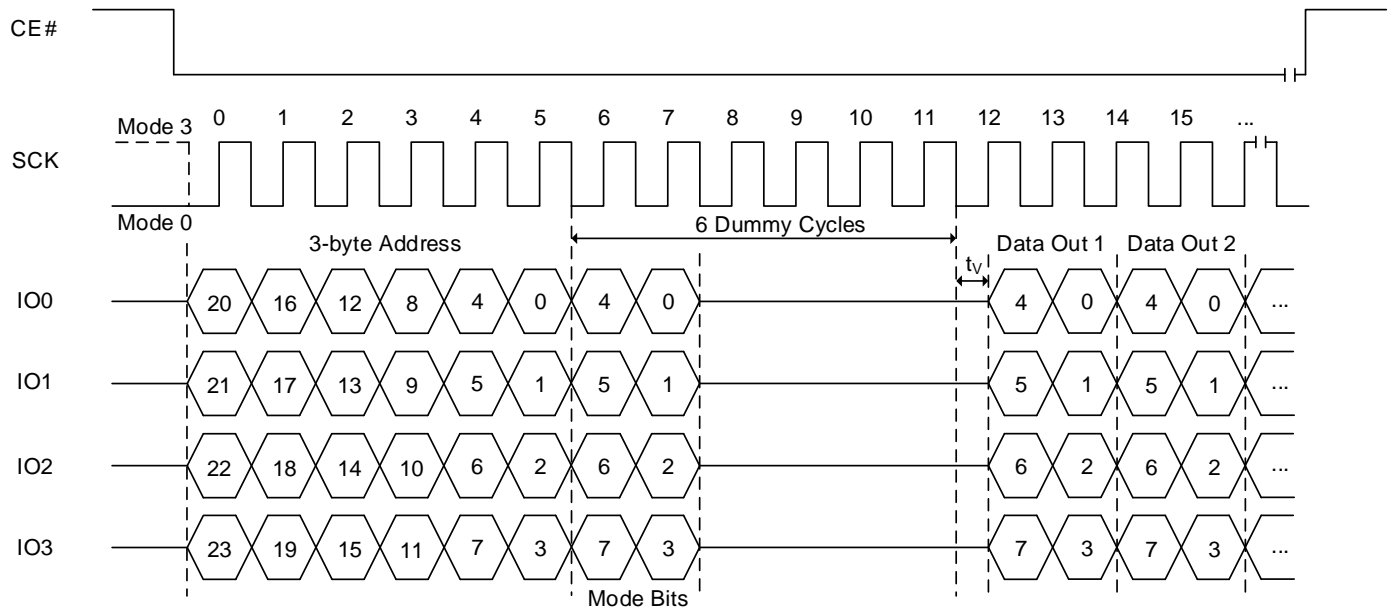 CE#
Mode 3 0 1 2 3 4 5 6 7 8 9 10 11 12 13 14 15 ...
SCK
Mode 0
6 Dummy Cycles
3-byte Address Data Out 1 Data Out 2
tV
IO0 20 16 12 8 4 0 4 0 4 0 4 0 ...
IO1 21 17 13 9 5 1 5 1 5 1 5 1 ...
IO2 22 18 14 10 6 2 6 2 6 2 6 2 ...
IO3 23 19 15 11 7 3 7 3 7 3 7 3 ...
Mode Bits